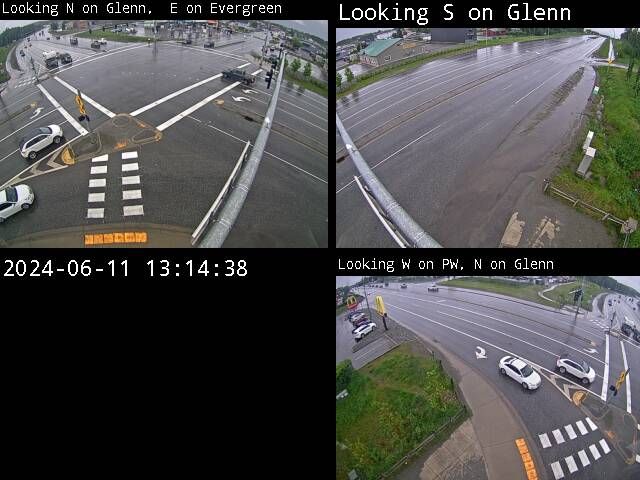 Looking N on Glenn, E on Evergreen
Looking S on Glenn
2024-06-11 13:14:38
Looking W on PW, N on Glenn